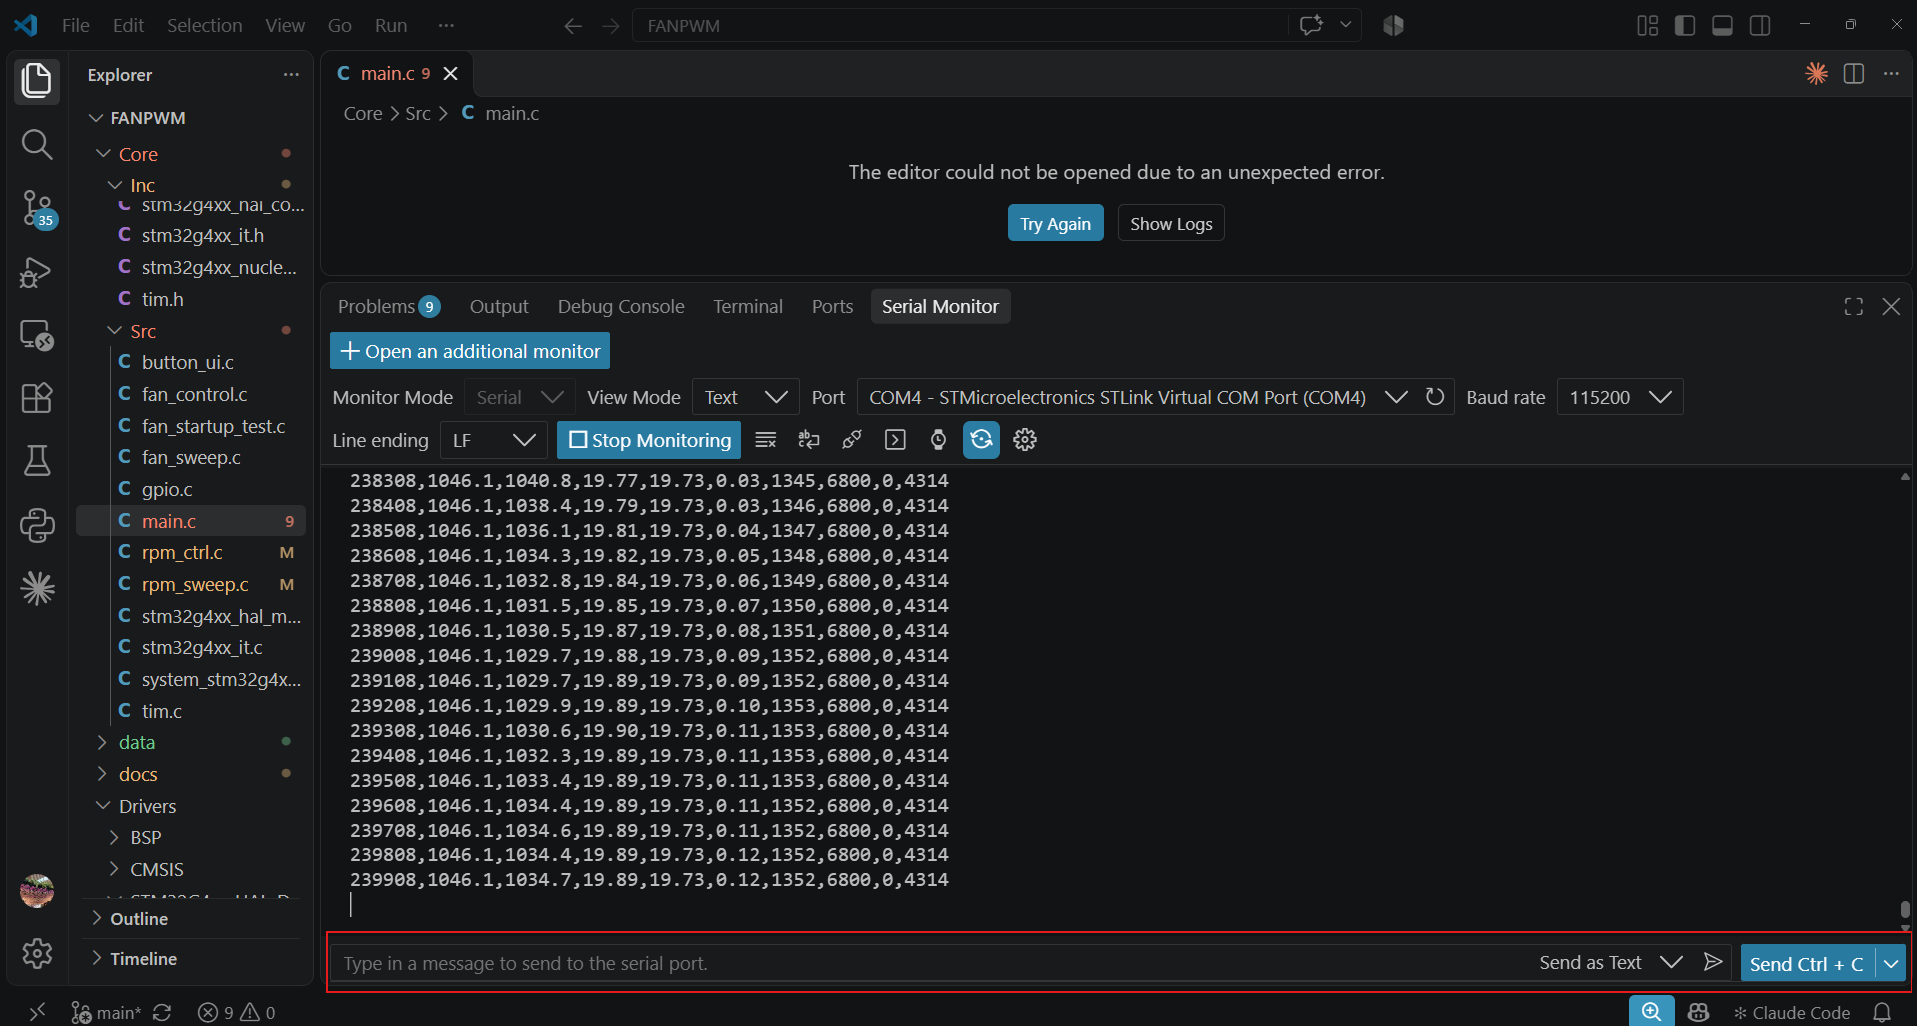 File Edit Selection View Go Run ···
FANPWM
Explorer
FANPWM
Core
Inc
stm32g4xx_hal_co...
stm32g4xx_it.h
stm32g4xx_nucle...
tim.h
Src
button_ui.c
fan_control.c
fan_startup_test.c
fan_sweep.c
gpio.c
main.c 9
rpm_ctrl.c M
rpm_sweep.c M
stm32g4xx_hal_m...
stm32g4xx_it.c
system_stm32g4x...
tim.c
data
docs
Drivers
BSP
CMSIS
Outline
Timeline
35
main.c 9
Core > Src > C main.c
The editor could not be opened due to an unexpected error.
Try Again Show Logs
Problems 9 Output Debug Console Terminal Ports Serial Monitor
Open an additional monitor
Monitor Mode Serial View Mode Text Port COM4 - STMicroelectronics STLink Virtual COM Port (COM4) Baud rate 115200
Line ending LF Stop Monitoring
238308,1046.1,1040.8,19.77,19.73,0.03,1345,6800,0,4314
238408,1046.1,1038.4,19.79,19.73,0.03,1346,6800,0,4314
238508,1046.1,1036.1,19.81,19.73,0.04,1347,6800,0,4314
238608,1046.1,1034.3,19.82,19.73,0.05,1348,6800,0,4314
238708,1046.1,1032.8,19.84,19.73,0.06,1349,6800,0,4314
238808,1046.1,1031.5,19.85,19.73,0.07,1350,6800,0,4314
238908,1046.1,1030.5,19.87,19.73,0.08,1351,6800,0,4314
239008,1046.1,1029.7,19.88,19.73,0.09,1352,6800,0,4314
239108,1046.1,1029.7,19.89,19.73,0.09,1352,6800,0,4314
239208,1046.1,1029.9,19.89,19.73,0.10,1353,6800,0,4314
239308,1046.1,1030.6,19.90,19.73,0.11,1353,6800,0,4314
239408,1046.1,1032.3,19.89,19.73,0.11,1353,6800,0,4314
239508,1046.1,1033.4,19.89,19.73,0.11,1353,6800,0,4314
239608,1046.1,1034.4,19.89,19.73,0.11,1352,6800,0,4314
239708,1046.1,1034.6,19.89,19.73,0.11,1352,6800,0,4314
239808,1046.1,1034.4,19.89,19.73,0.12,1352,6800,0,4314
239908,1046.1,1034.7,19.89,19.73,0.12,1352,6800,0,4314
Type in a message to send to the serial port. Send as Text Send Ctrl + C
main* 9 0 Claude Code